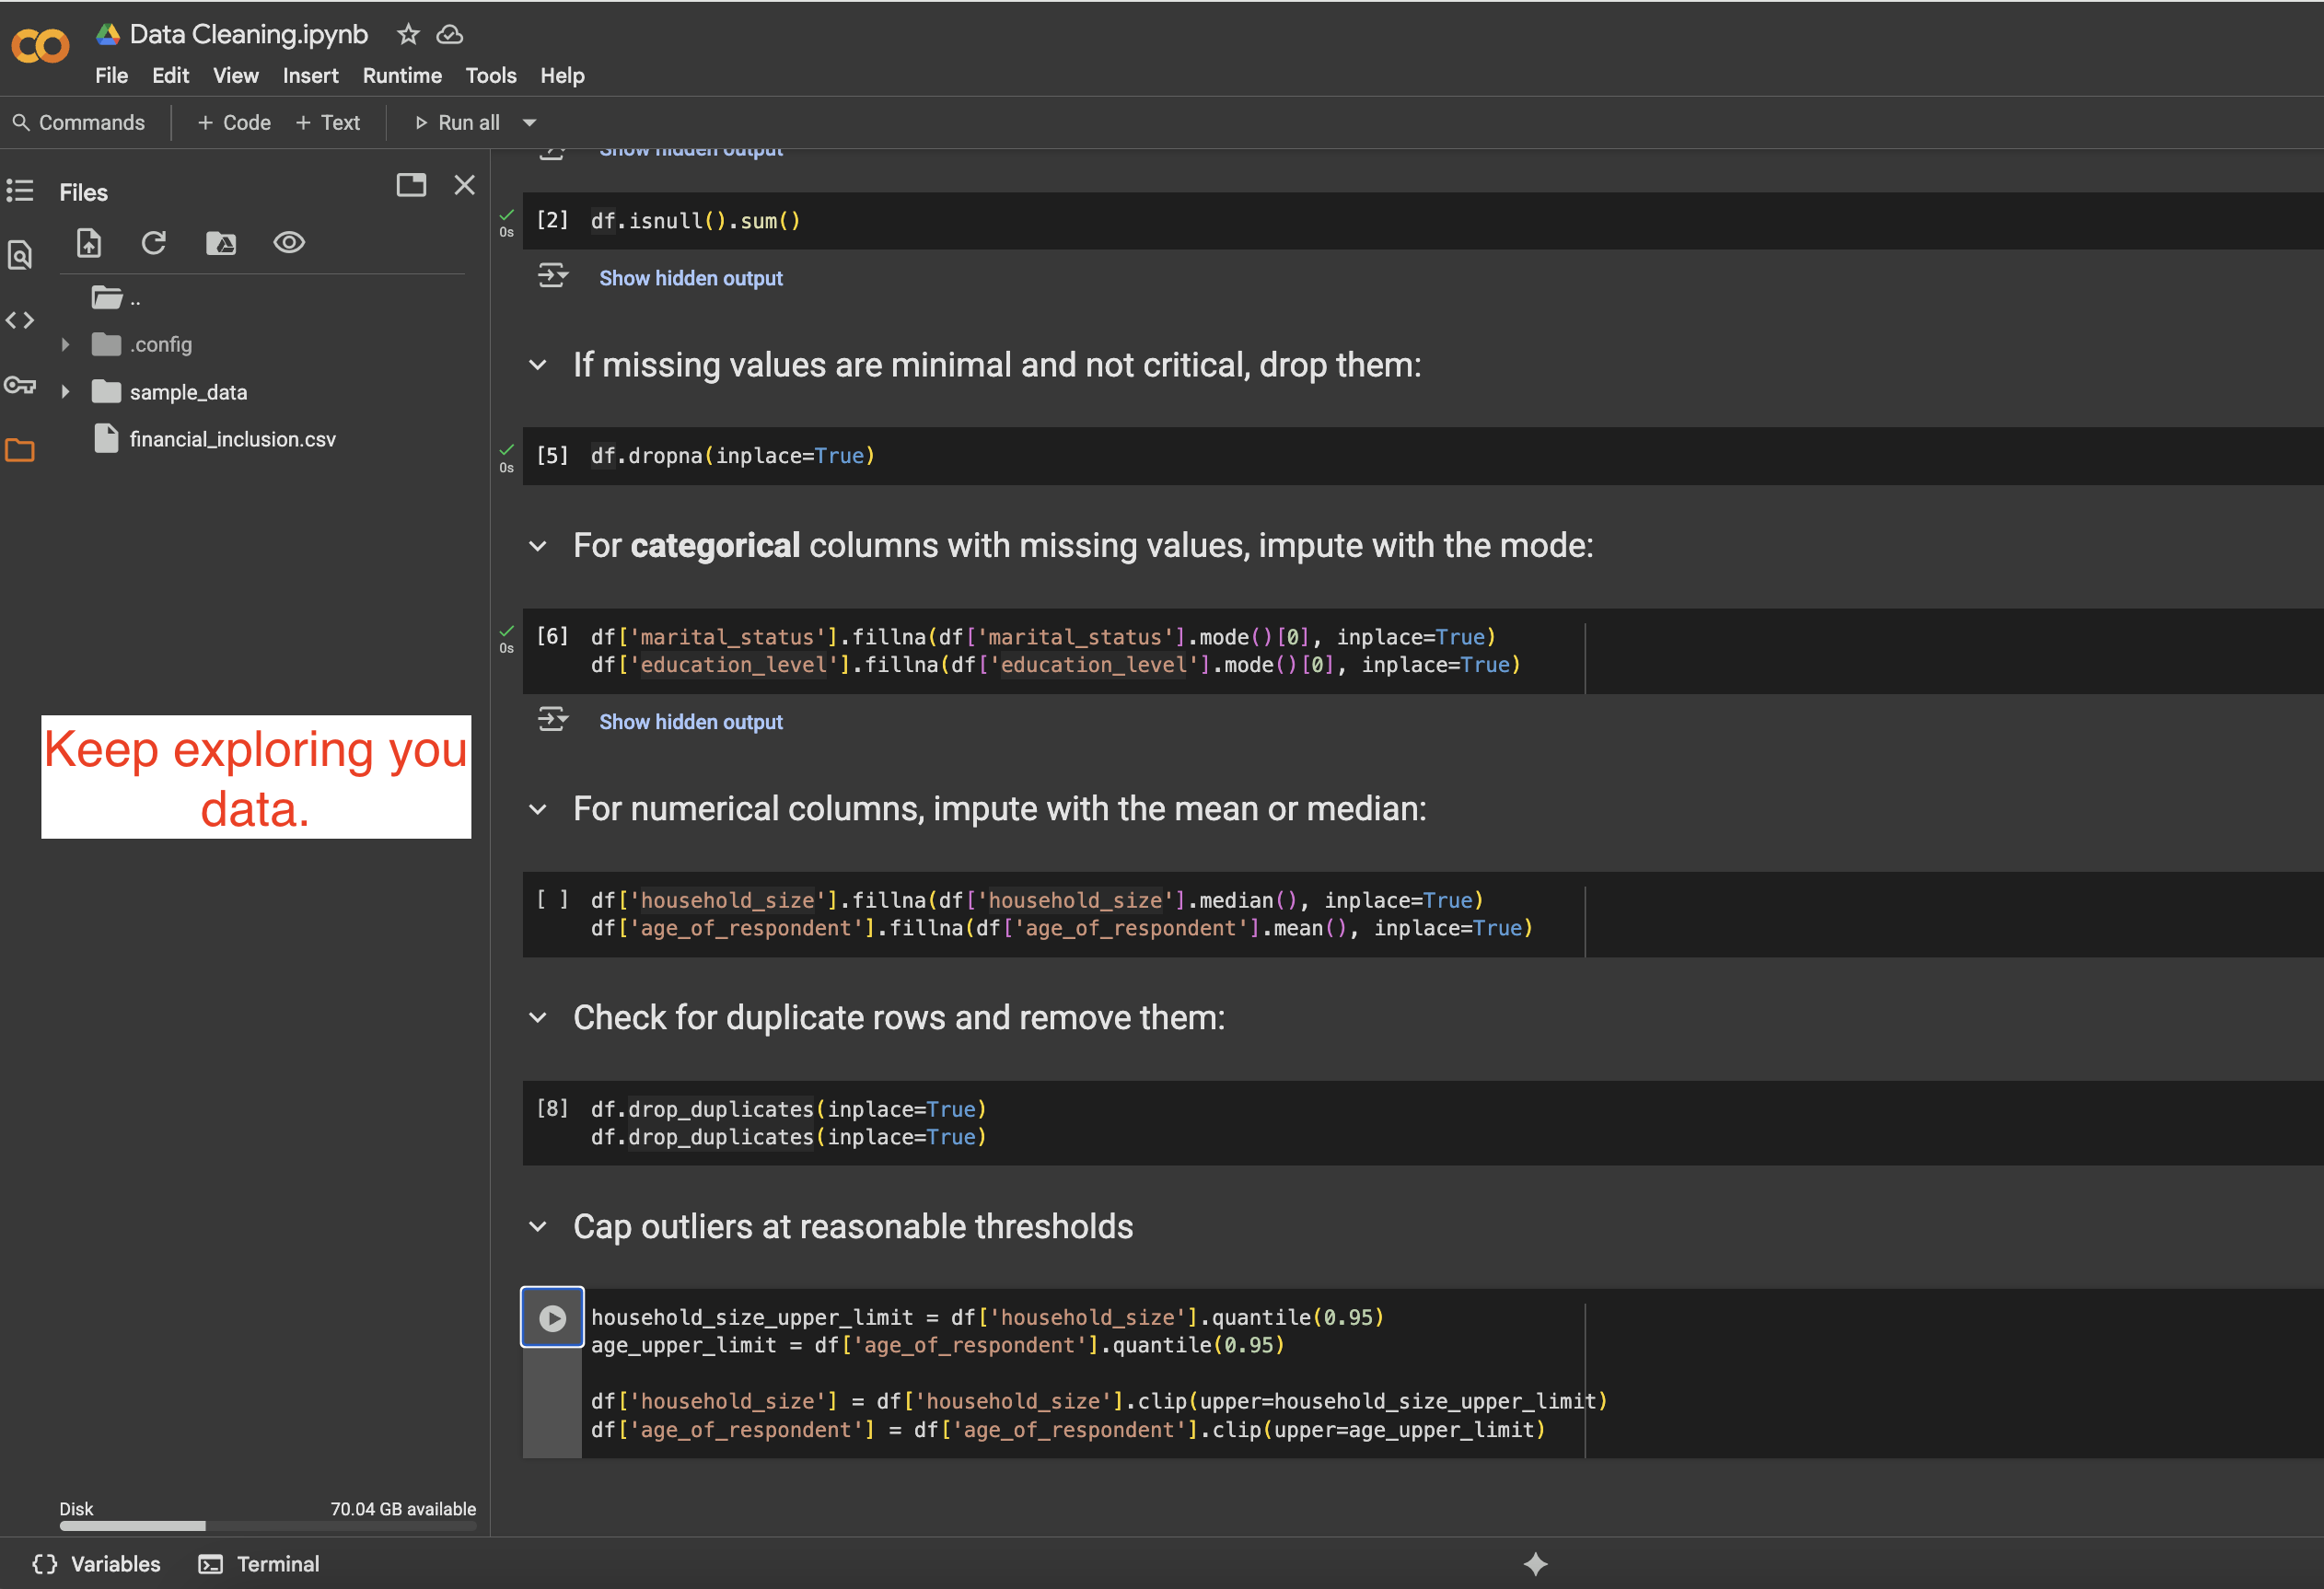 Data Cleaning.ipynb
File Edit View Insert Runtime Tools Help
Commands + Code + Text Run all
Files
..
.config
sample_data
financial_inclusion.csv
Keep exploring you
data.
Disk 70.04 GB available
Show hidden output
0s [2] df.isnull().sum()
Show hidden output
If missing values are minimal and not critical, drop them:
0s [5] df.dropna(inplace=True)
For categorical columns with missing values, impute with the mode:
0s [6] df['marital_status'].fillna(df['marital_status'].mode()[0], inplace=True)
df['education_level'].fillna(df['education_level'].mode()[0], inplace=True)
Show hidden output
For numerical columns, impute with the mean or median:
[ ] df['household_size'].fillna(df['household_size'].median(), inplace=True)
df['age_of_respondent'].fillna(df['age_of_respondent'].mean(), inplace=True)
Check for duplicate rows and remove them:
[8] df.drop_duplicates(inplace=True)
df.drop_duplicates(inplace=True)
Cap outliers at reasonable thresholds
household_size_upper_limit = df['household_size'].quantile(0.95)
age_upper_limit = df['age_of_respondent'].quantile(0.95)
df['household_size'] = df['household_size'].clip(upper=household_size_upper_limit)
df['age_of_respondent'] = df['age_of_respondent'].clip(upper=age_upper_limit)
{} Variables Terminal